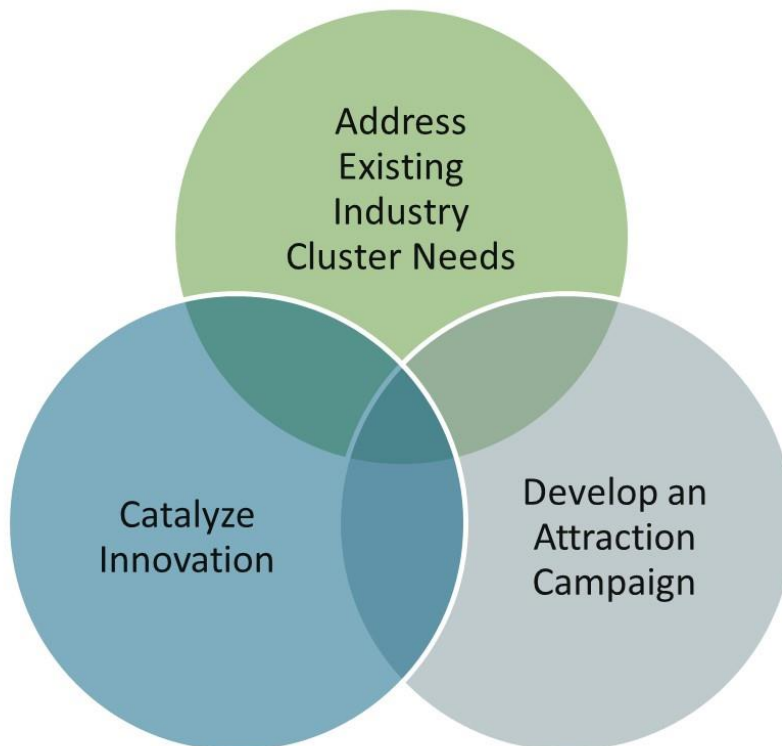 Address
Existing
Industry
Cluster Needs
Catalyze
Innovation
Develop an
Attraction
Campaign